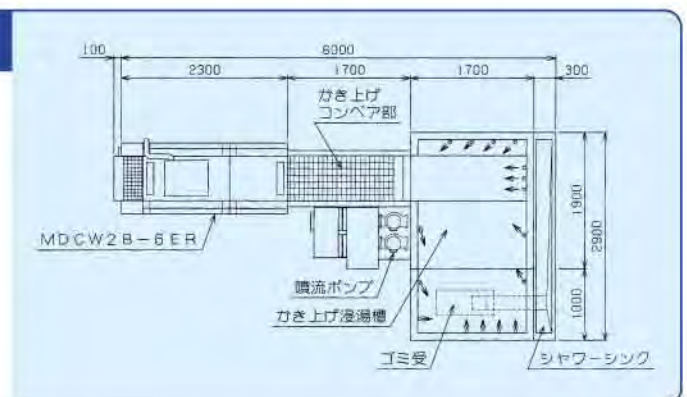 100
6000
2300
1700
1700
300
かき上げ
コンベア部
1900
2900
1000
MDCW2B-6ER
噴流ポンプ
かき上げ浸湯槽
ゴミ受
シャワーシンク